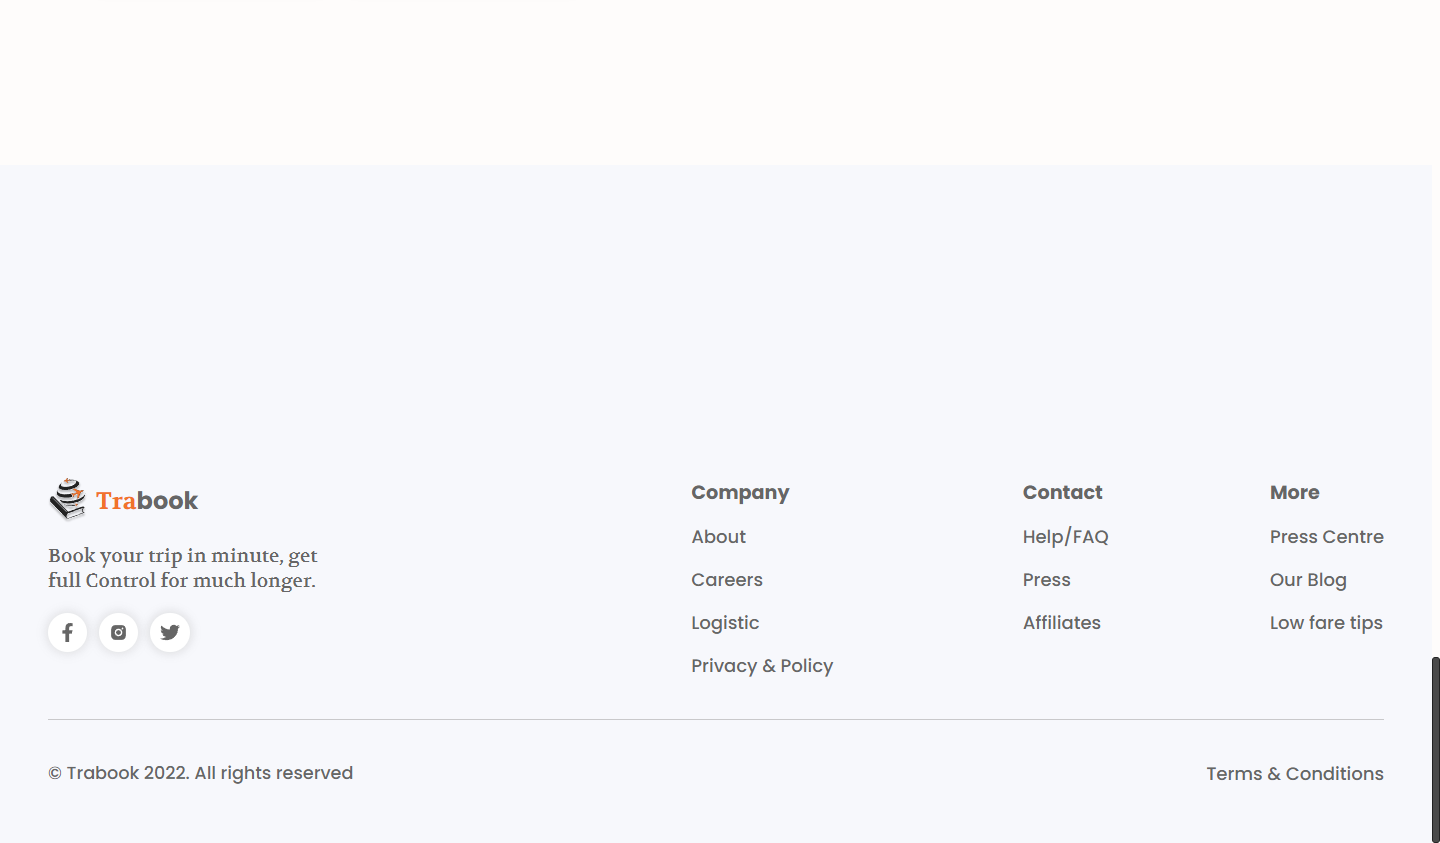 Trabook
Book your trip in minute, get
full Control for much longer.
Company
About
Careers
Logistic
Privacy & Policy
Contact
Help/FAQ
Press
Affiliates
More
Press Centre
Our Blog
Low fare tips
© Trabook 2022. All rights reserved
Terms & Conditions